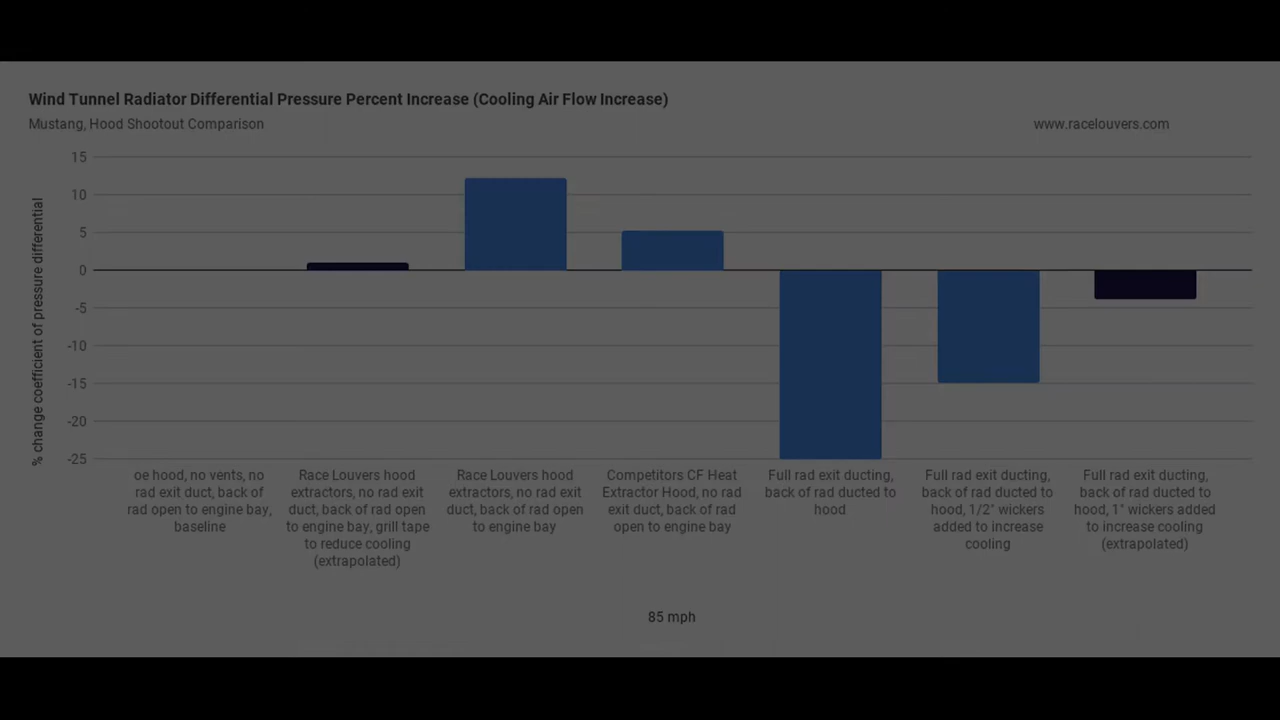 Wind Tunnel Radiator Differential Pressure Percent Increase (Cooling Air Flow Increase)
Mustang, Hood Shootout Comparison
www.racelouvers.com
% change coefficient of pressure differential
15
10
5
0
-5
-10
-15
-20
-25
oe hood, no vents, no
rad exit duct, back of
rad open to engine bay,
baseline
Race Louvers hood
extractors, no rad exit
duct, back of rad open
to engine bay, grill tape
to reduce cooling
(extrapolated)
Race Louvers hood
extractors, no rad exit
duct, back of rad open
to engine bay
Competitors CF Heat
Extractor Hood, no rad
exit duct, back of rad
open to engine bay
Full rad exit ducting,
back of rad ducted to
hood
Full rad exit ducting,
back of rad ducted to
hood, 1/2" wickers
added to increase
cooling
Full rad exit ducting,
back of rad ducted to
hood, 1" wickers added
to increase cooling
(extrapolated)
85 mph